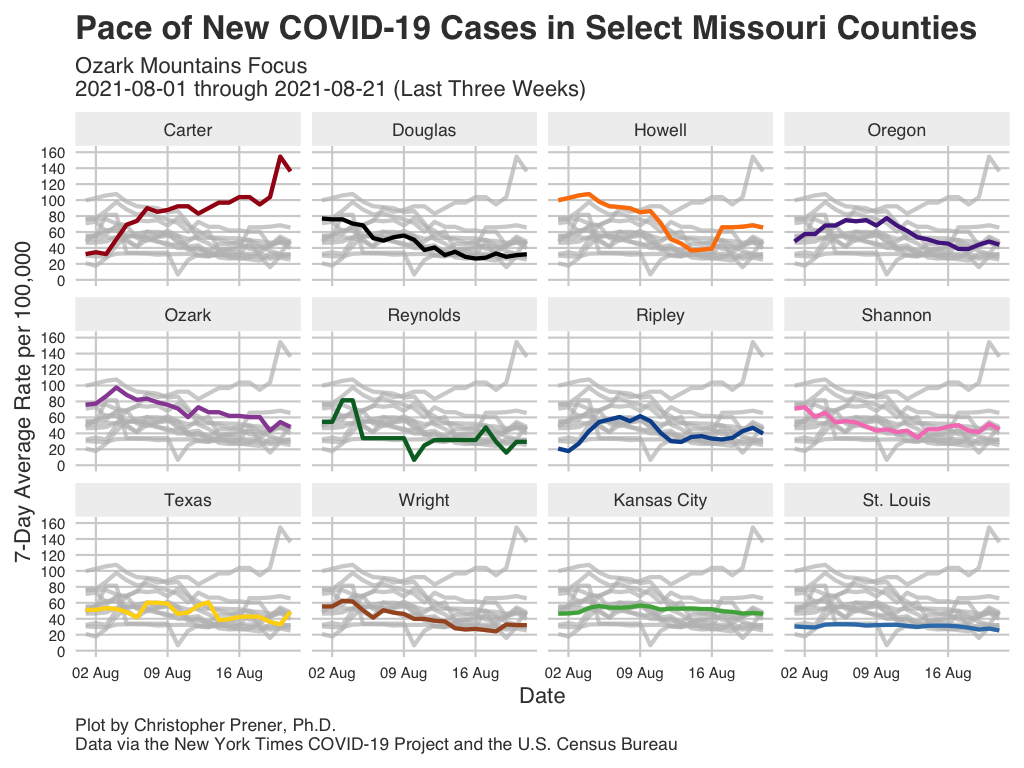 Pace of New COVID-19 Cases in Select Missouri Counties
Ozark Mountains Focus
2021-08-01 through 2021-08-21 (Last Three Weeks)
Carter Douglas Howell Oregon
160
140
120
100
80
60
40
20
0
Ozark Reynolds Ripley Shannon
160
140
120
100
80
60
40
20
0
Texas Wright Kansas City St. Louis
160
140
120
100
80
60
40
20
0
7-Day Average Rate per 100,000
02 Aug 09 Aug 16 Aug 02 Aug 09 Aug 16 Aug 02 Aug 09 Aug 16 Aug 02 Aug 09 Aug 16 Aug
Date
Plot by Christopher Prener, Ph.D.
Data via the New York Times COVID-19 Project and the U.S. Census Bureau